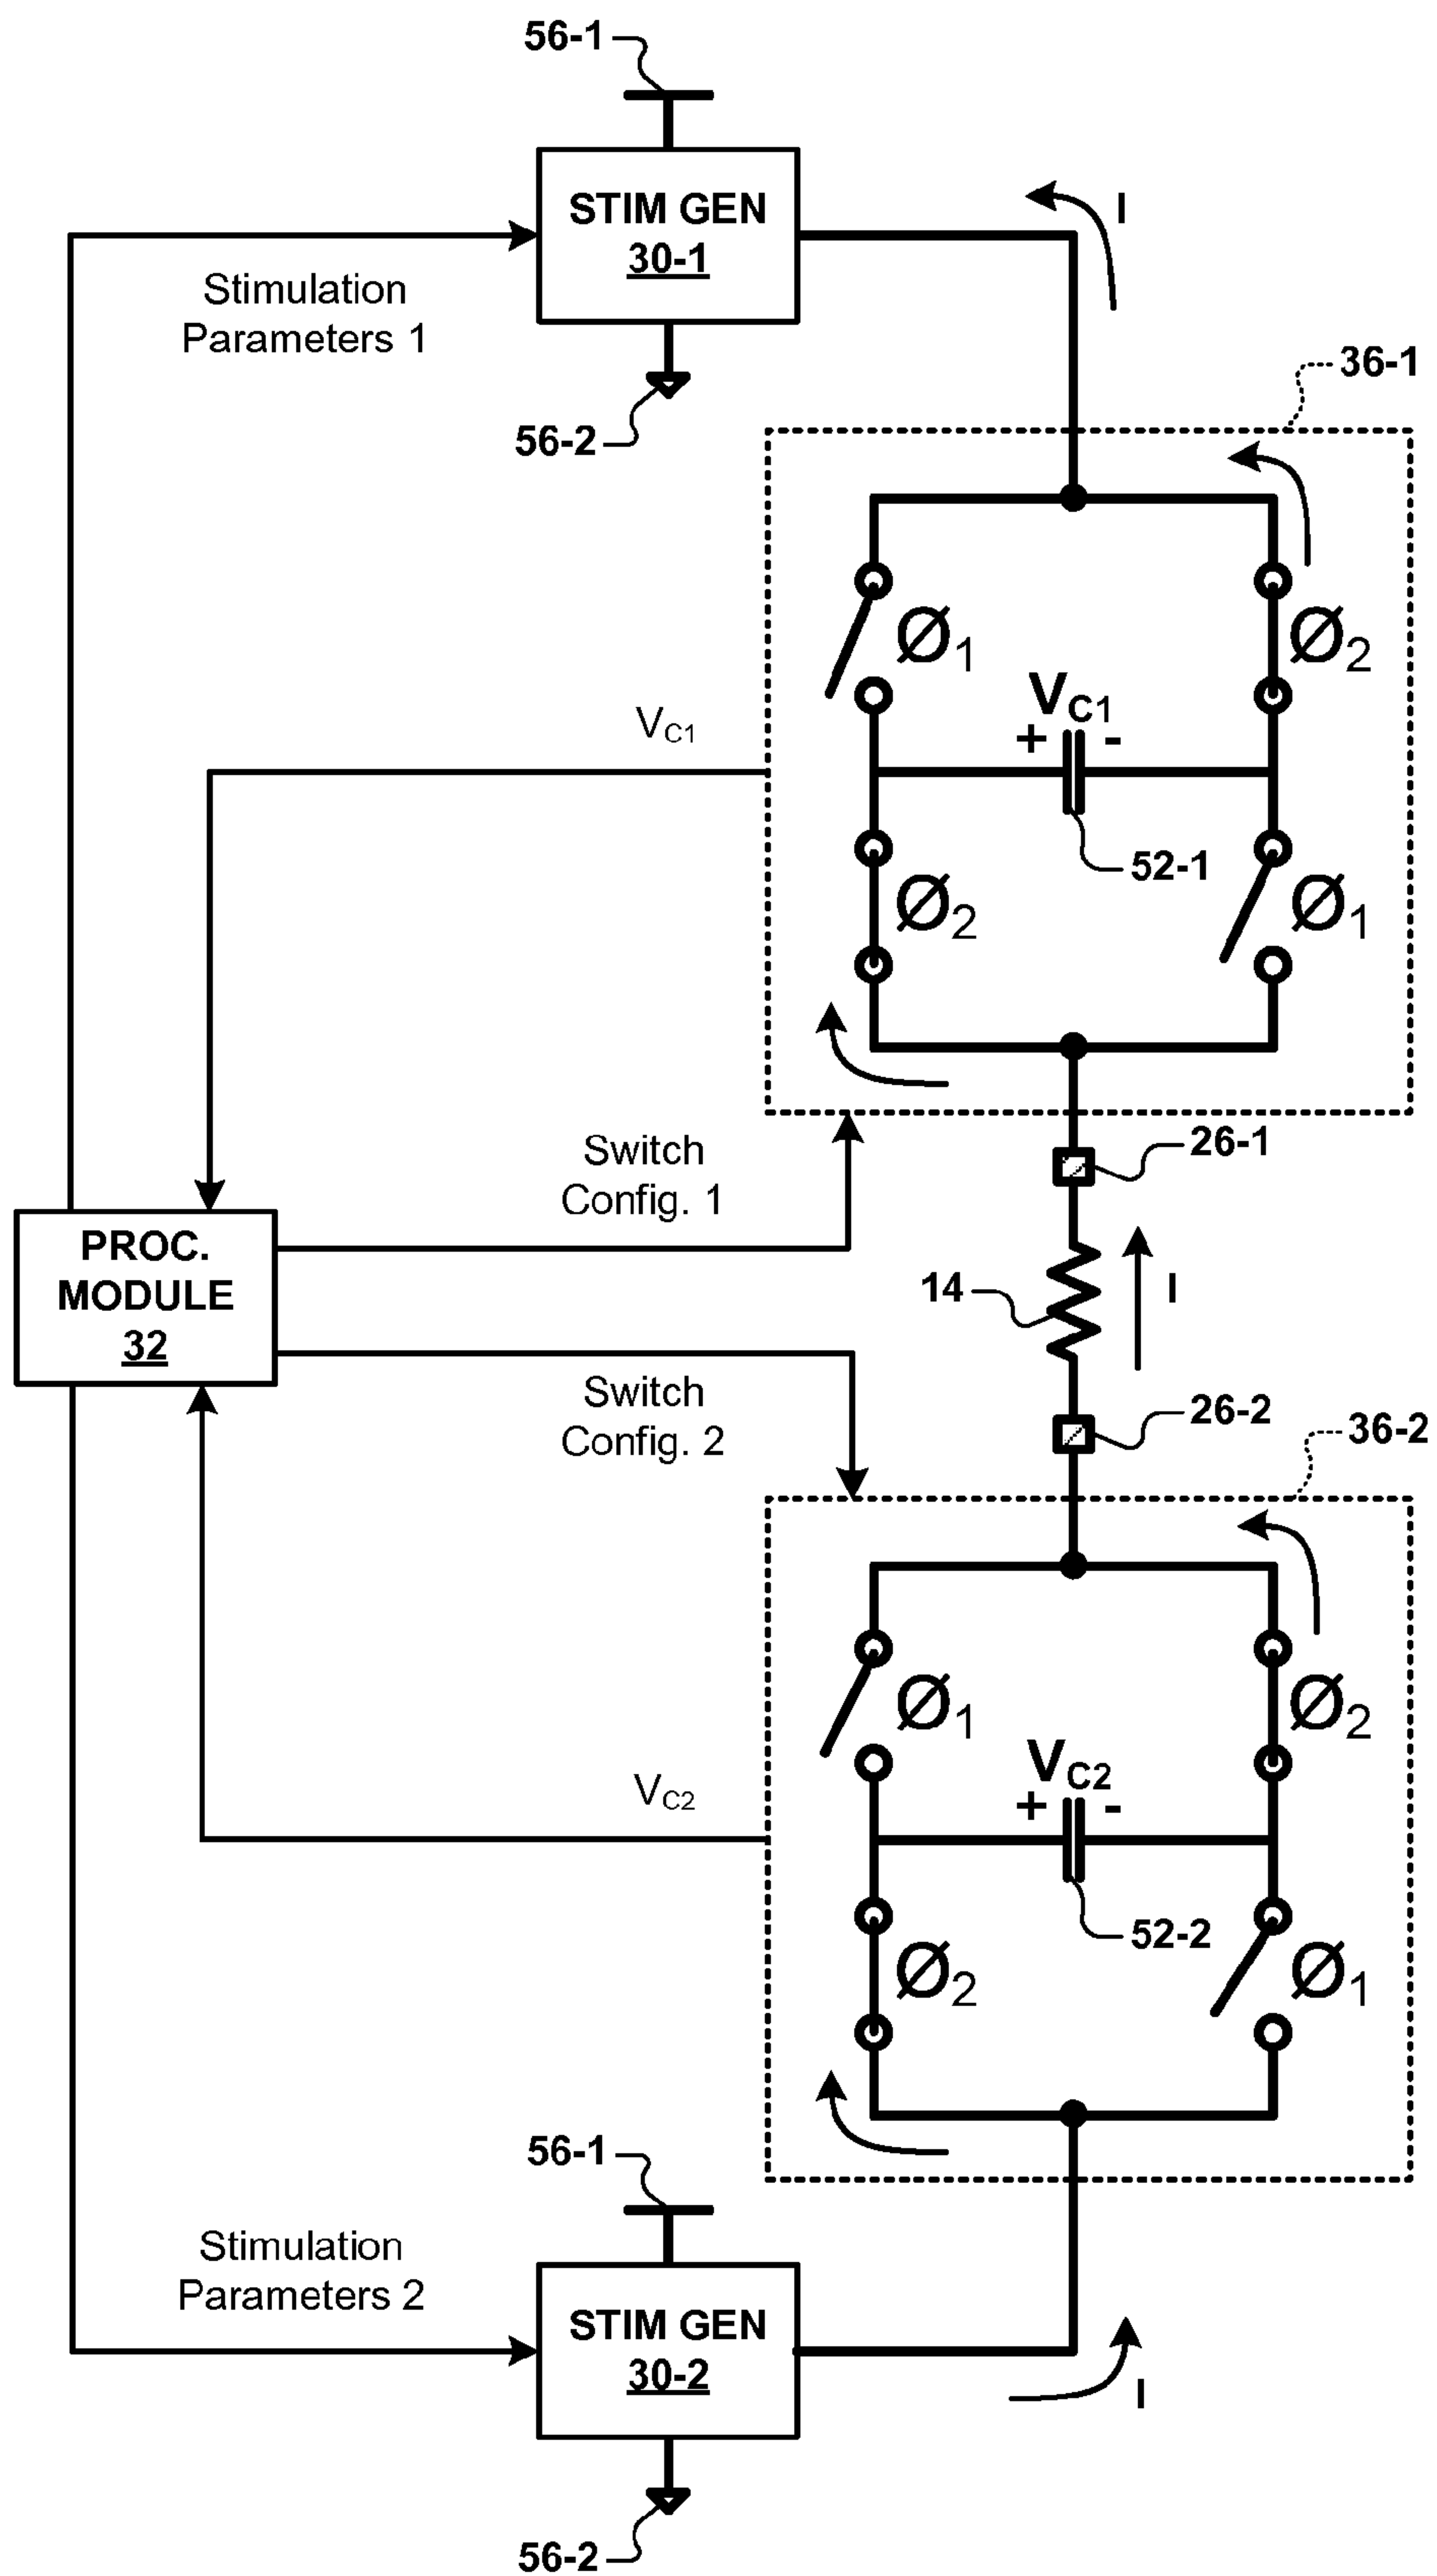 56-1
STIM GEN
30-1
I
Stimulation
Parameters 1
56-2
36-1
Ø1
Ø2
VC1
+ -
VC1
52-1
Ø2
Ø1
Switch
Config. 1
26-1
PROC.
MODULE
32
14
I
Switch
Config. 2
26-2
36-2
Ø1
Ø2
VC2
+ -
VC2
52-2
Ø2
Ø1
56-1
Stimulation
Parameters 2
STIM GEN
30-2
I
56-2